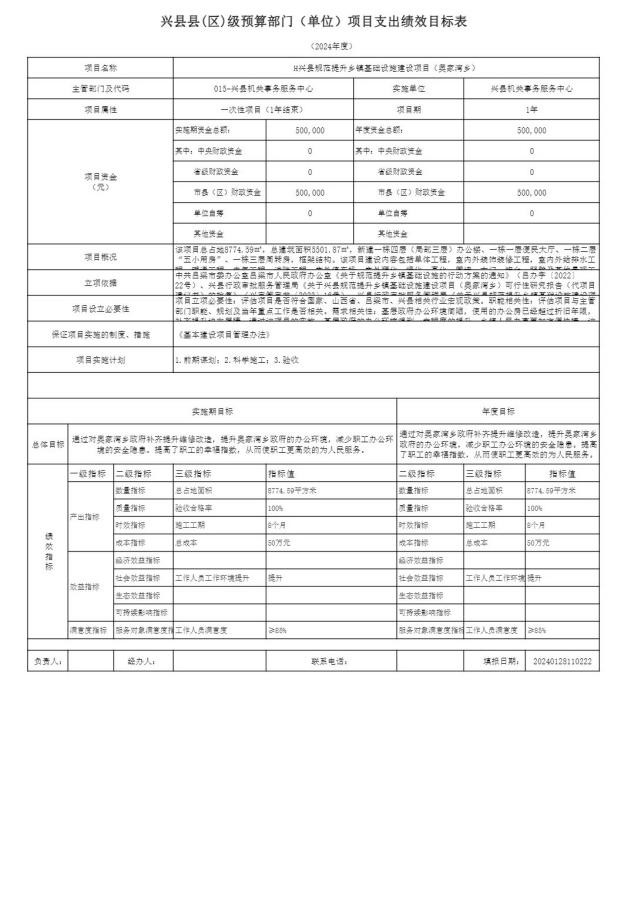 兴县县(区)级预算部门（单位）项目支出绩效目标表
（2024年度）
项目名称 H兴县规范提升乡镇基础设施建设项目（奥家湾乡）
主管部门及代码 015-兴县机关事务服务中心 实施单位 兴县机关事务服务中心
项目属性 一次性项目（1年结束） 项目期 1年
项目资金
（元）
实施期资金总额： 500,000 年度资金总额： 500,000
其中：中央财政资金 0 其中：中央财政资金 0
省级财政资金 0 省级财政资金 0
市县（区）财政资金 500,000 市县（区）财政资金 500,000
单位自筹 0 单位自筹 0
其他资金 其他资金
项目概况 该项目总占地8774.59㎡，总建筑面积5501.87㎡，新建一栋四层（局部三层）办公楼、一栋一层便民大厅、一栋二层
“五小用房”、一栋三层周转房，框架结构。该项目建设内容包括单体工程，室内外装饰装修工程，室内外给排水工
立项依据 中共吕梁市委办公室吕梁市人民政府办公室《关于规范提升乡镇基础设施的行动方案的通知》（吕办字〔2022〕
22号）、兴县行政审批服务管理局《关于兴县规范提升乡镇基础设施建设项目（奥家湾乡）可行性研究报告（代项目
项目设立必要性 项目立项必要性：评估项目是否符合国家、山西省、吕梁市、兴县相关行业宏观政策。职能相关性：评估项目与主管
部门职能、规划及当年重点工作是否相关。需求相关性：基层政府办公环境简陋，使用的办公房已经超过折旧年限，
保证项目实施的制度、措施 《基本建设项目管理办法》
项目实施计划 1.前期谋划；2.科学施工；3.验收
实施期目标 年度目标
总体目标 通过对奥家湾乡政府补齐提升维修改造，提升奥家湾乡政府的办公环境，减少职工办公环
境的安全隐患。提高了职工的幸福指数，从而使职工更高效的为人民服务。
通过对奥家湾乡政府补齐提升维修改造，提升奥家湾乡
政府的办公环境，减少职工办公环境的安全隐患。提高
了职工的幸福指数，从而使职工更高效的为人民服务。
绩效指标
一级指标 二级指标 三级指标 指标值 二级指标 三级指标 指标值
产出指标
数量指标 总占地面积 8774.59平方米 数量指标 总占地面积 8774.59平方米
质量指标 验收合格率 100% 质量指标 验收合格率 100%
时效指标 施工工期 8个月 时效指标 施工工期 8个月
成本指标 总成本 50万元 成本指标 总成本 50万元
效益指标
经济效益指标 经济效益指标
社会效益指标 工作人员工作环境提升 提升 社会效益指标 工作人员工作环境 提升
生态效益指标 生态效益指标
可持续影响指标 可持续影响指标
满意度指标 服务对象满意度指 工作人员满意度 ≥88% 服务对象满意度指标 工作人员满意度 ≥88%
负责人： 经办人： 联系电话： 填报日期： 20240128110222